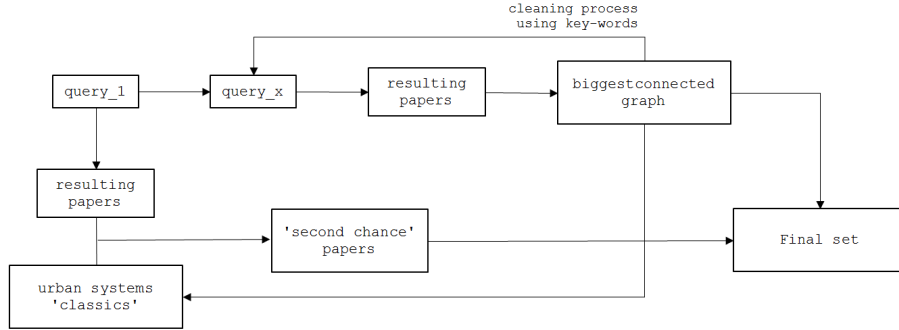 cleaning process
using key-words
query_1
query_x
resulting
papers
biggestconnected
graph
resulting
papers
'second chance'
papers
Final set
urban systems
'classics'